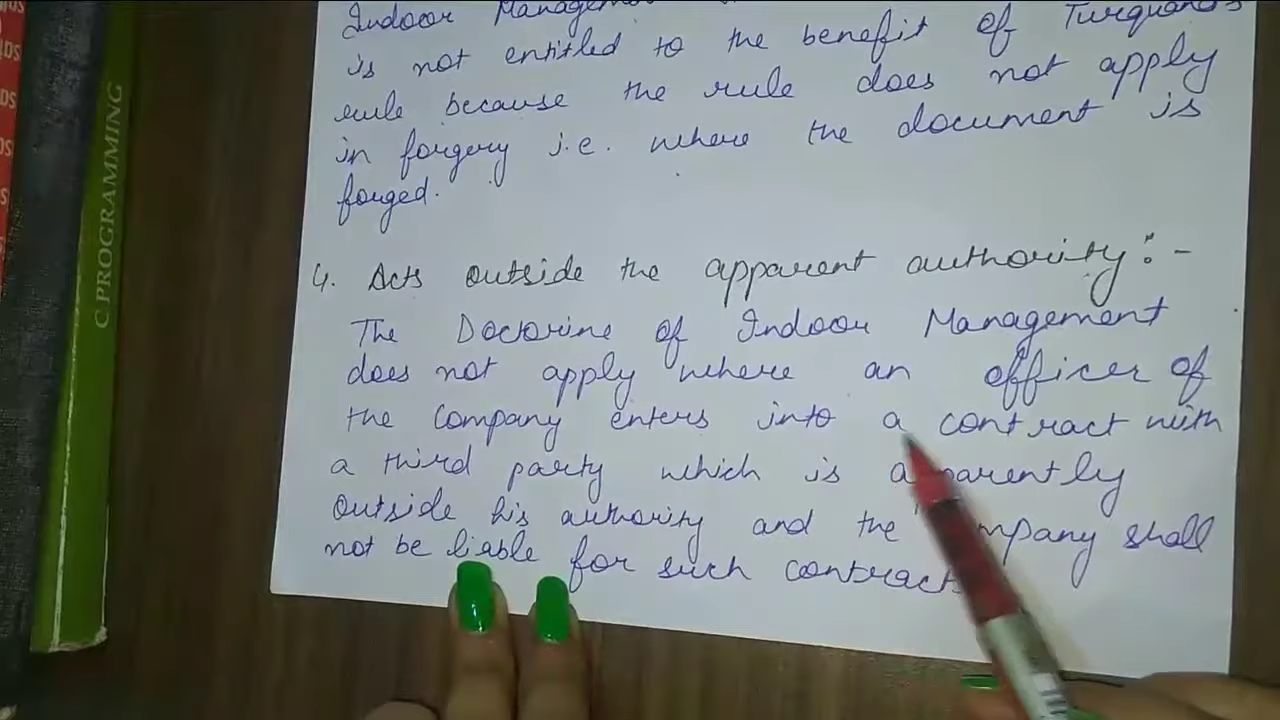 Indoor Management
is not entitled to the benefit of Turquand's
rule because the rule does not apply
in forgery i.e. where the document is
forged.
4. Acts outside the apparent authority:-
The Doctrine of Indoor Management
does not apply where an officer of
the company enters into a contract with
a third party which is apparently
outside his authority and the company shall
not be liable for such contract
C PROGRAMMING